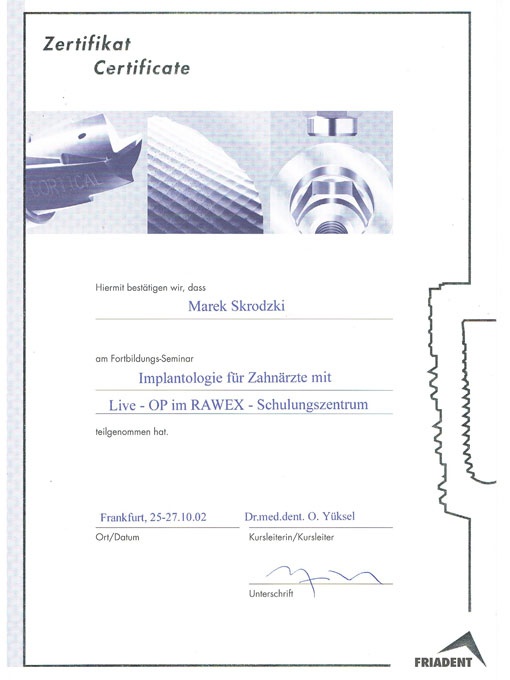 Zertifikat
Certificate
CORTICAL
Hiermit bestätigen wir, dass
Marek Skrodzki
am Fortbildungs-Seminar
Implantologie für Zahnärzte mit
Live - OP im RAWEX - Schulungszentrum
teilgenommen hat.
Frankfurt, 25-27.10.02 Dr.med.dent. O. Yüksel
Ort/Datum Kursleiterin/Kursleiter
Unterschrift
FRIADENT